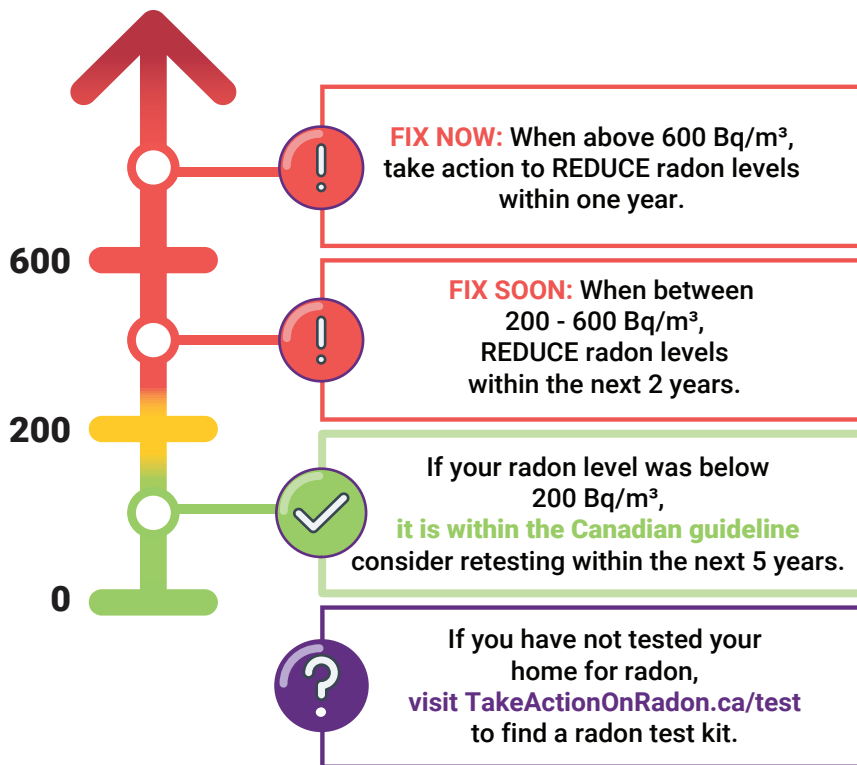 FIX NOW: When above 600 Bq/m³,
take action to REDUCE radon levels
within one year.
600
FIX SOON: When between
200 - 600 Bq/m³,
REDUCE radon levels
within the next 2 years.
200
If your radon level was below
200 Bq/m³,
it is within the Canadian guideline
consider retesting within the next 5 years.
0
If you have not tested your
home for radon,
visit TakeActionOnRadon.ca/test
to find a radon test kit.